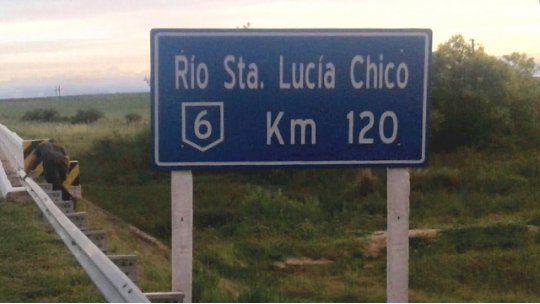 Río Sta. Lucía Chico
6 Km 120